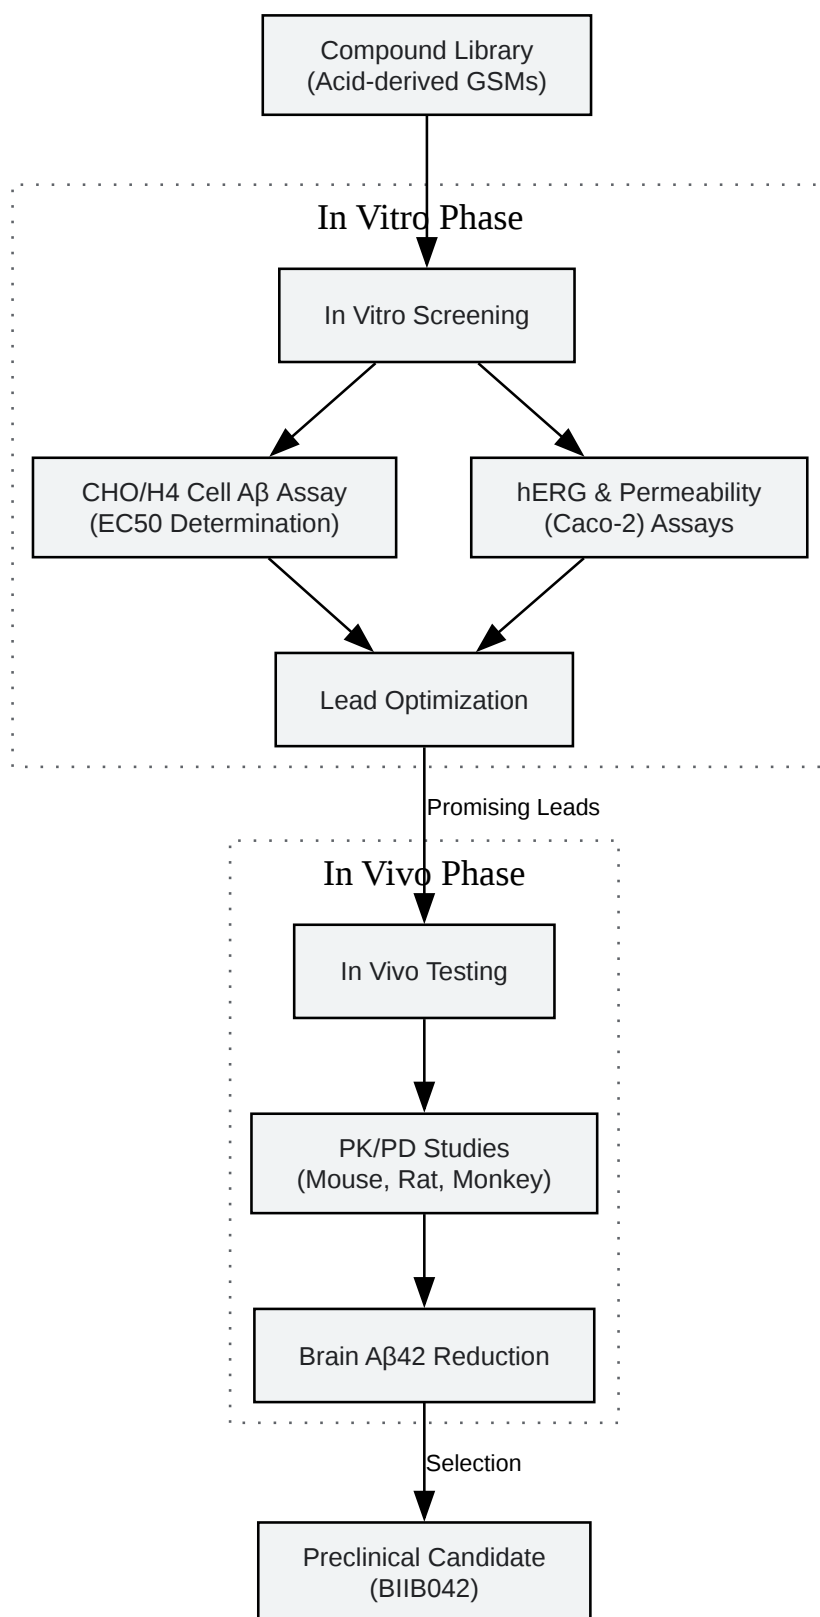 Compound Library
(Acid-derived GSMs)
In Vitro Phase
In Vitro Screening
CHO/H4 Cell Aβ Assay
(EC50 Determination)
hERG & Permeability
(Caco-2) Assays
Lead Optimization
Promising Leads
In Vivo Phase
In Vivo Testing
PK/PD Studies
(Mouse, Rat, Monkey)
Brain Aβ42 Reduction
Selection
Preclinical Candidate
(BIIB042)